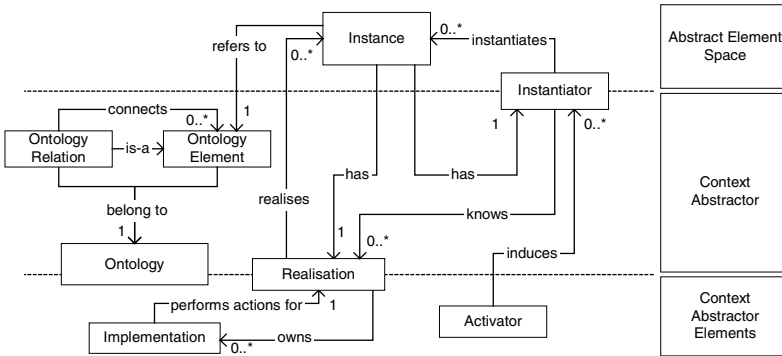 Instance
refers to
0..*
0..*
instantiates
Abstract Element
Space
Instantiator
connects
0..*
1
1
0..*
Ontology
Relation
is-a
Ontology
Element
has
has
Context
Abstractor
belong to
realises
knows
1
1
0..*
induces
Ontology
Realisation
performs actions for
1
Activator
Context
Abstractor
Elements
Implementation
owns
0..*